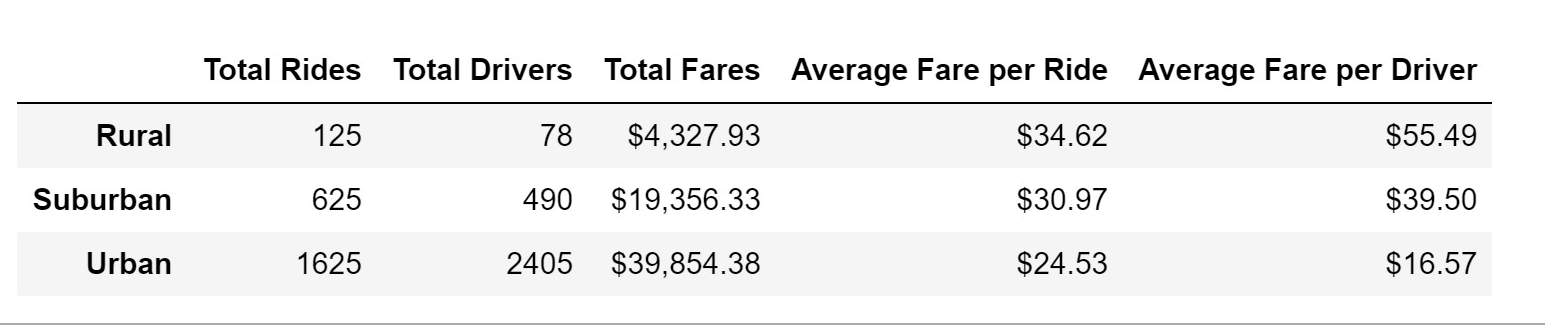 Total Rides Total Drivers Total Fares Average Fare per Ride Average Fare per Driver
Rural 125 78 $4,327.93 $34.62 $55.49
Suburban 625 490 $19,356.33 $30.97 $39.50
Urban 1625 2405 $39,854.38 $24.53 $16.57